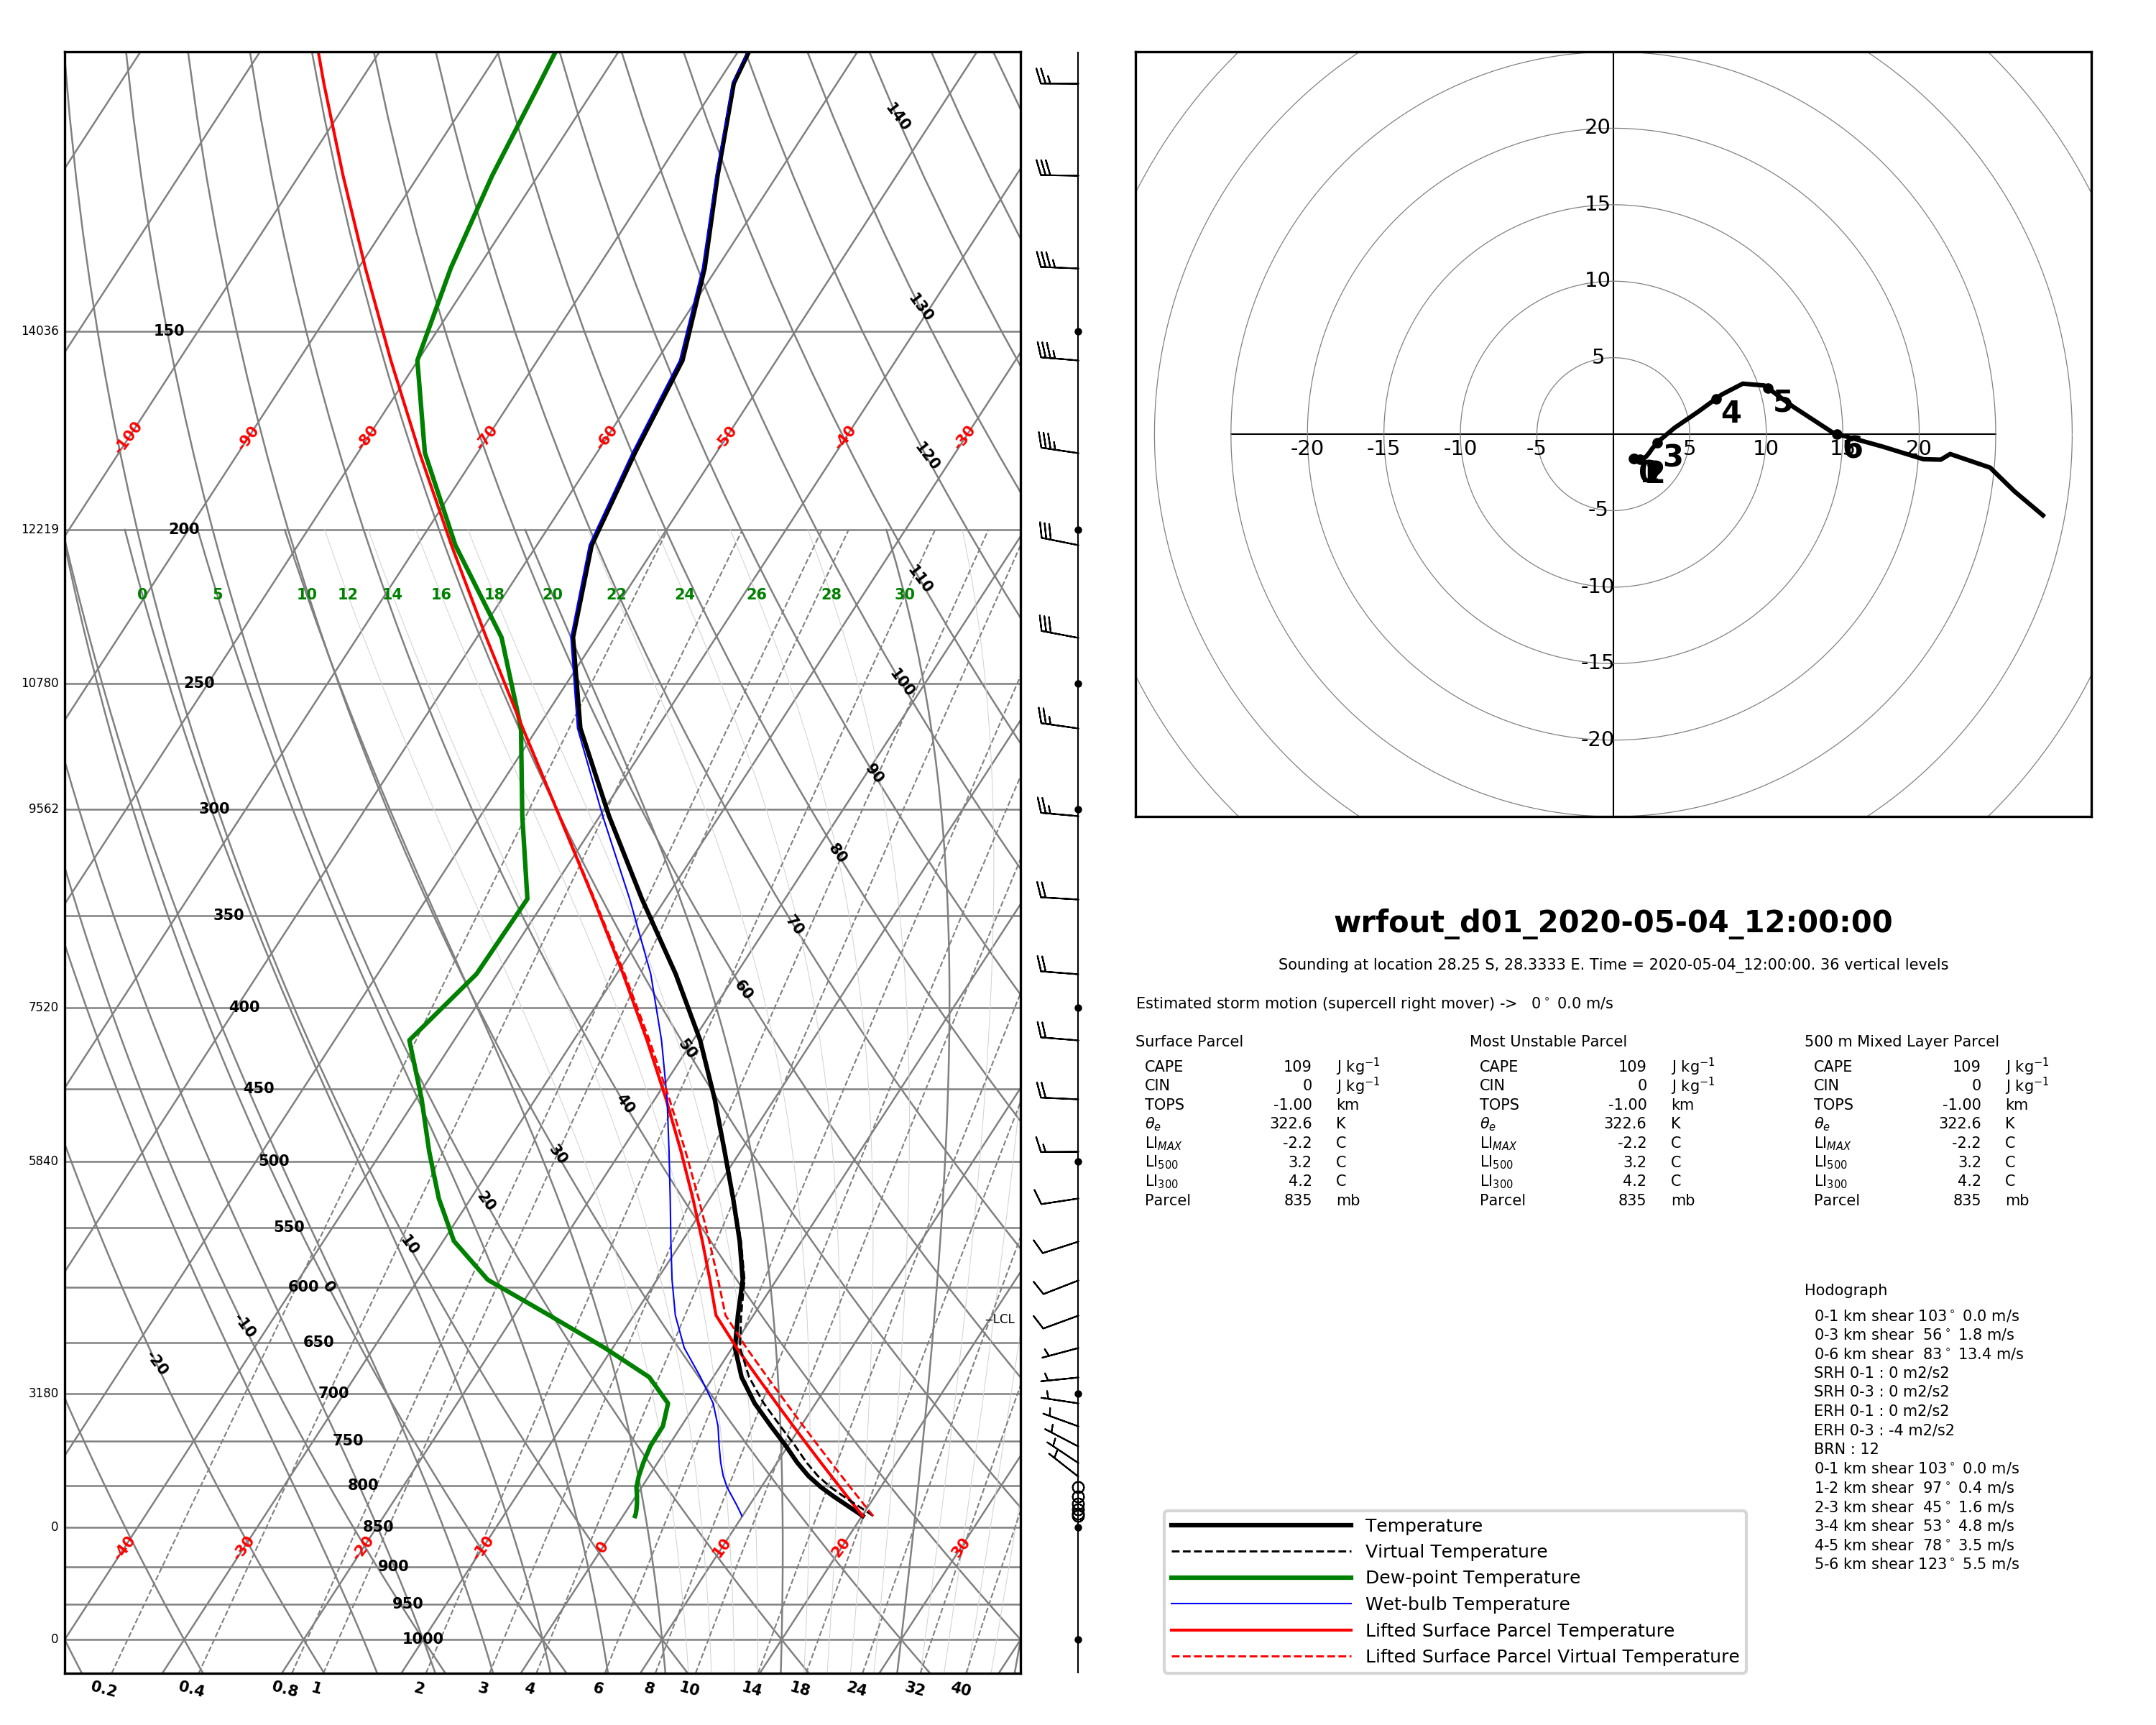 140
130
14036 150
-100 -90 -80 -70 -60 -50 -40 -30
120
12219 200
110
0 5 10 12 14 16 18 20 22 24 26 28 30
10780 250
100
90
9562 300
80
350
70
7520 400
60
50
450
40
5840 500
30
20
550
10
600 0
-10
LCL
650
-20
3180 700
750
800
0 850
-40 -30 -20 -10 0 10 20 30
900
950
0 1000
0.2 0.4 0.8 1 2 3 4 6 8 10 14 18 24 32 40
20
15
10
5
-20 -15 -10 -5 5 10 15 20
-5
-10
-15
-20
0 1 2 3 4 5 6
wrfout_d01_2020-05-04_12:00:00
Sounding at location 28.25 S, 28.3333 E. Time = 2020-05-04_12:00:00. 36 vertical levels
Estimated storm motion (supercell right mover) -> 0° 0.0 m/s
Surface Parcel
CAPE 109 J kg⁻¹
CIN 0 J kg⁻¹
TOPS -1.00 km
θₑ 322.6 K
LI_MAX -2.2 C
LI₅₀₀ 3.2 C
LI₃₀₀ 4.2 C
Parcel 835 mb
Most Unstable Parcel
CAPE 109 J kg⁻¹
CIN 0 J kg⁻¹
TOPS -1.00 km
θₑ 322.6 K
LI_MAX -2.2 C
LI₅₀₀ 3.2 C
LI₃₀₀ 4.2 C
Parcel 835 mb
500 m Mixed Layer Parcel
CAPE 109 J kg⁻¹
CIN 0 J kg⁻¹
TOPS -1.00 km
θₑ 322.6 K
LI_MAX -2.2 C
LI₅₀₀ 3.2 C
LI₃₀₀ 4.2 C
Parcel 835 mb
Hodograph
0-1 km shear 103° 0.0 m/s
0-3 km shear 56° 1.8 m/s
0-6 km shear 83° 13.4 m/s
SRH 0-1 : 0 m2/s2
SRH 0-3 : 0 m2/s2
ERH 0-1 : 0 m2/s2
ERH 0-3 : -4 m2/s2
BRN : 12
0-1 km shear 103° 0.0 m/s
1-2 km shear 97° 0.4 m/s
2-3 km shear 45° 1.6 m/s
3-4 km shear 53° 4.8 m/s
4-5 km shear 78° 3.5 m/s
5-6 km shear 123° 5.5 m/s
Temperature
Virtual Temperature
Dew-point Temperature
Wet-bulb Temperature
Lifted Surface Parcel Temperature
Lifted Surface Parcel Virtual Temperature